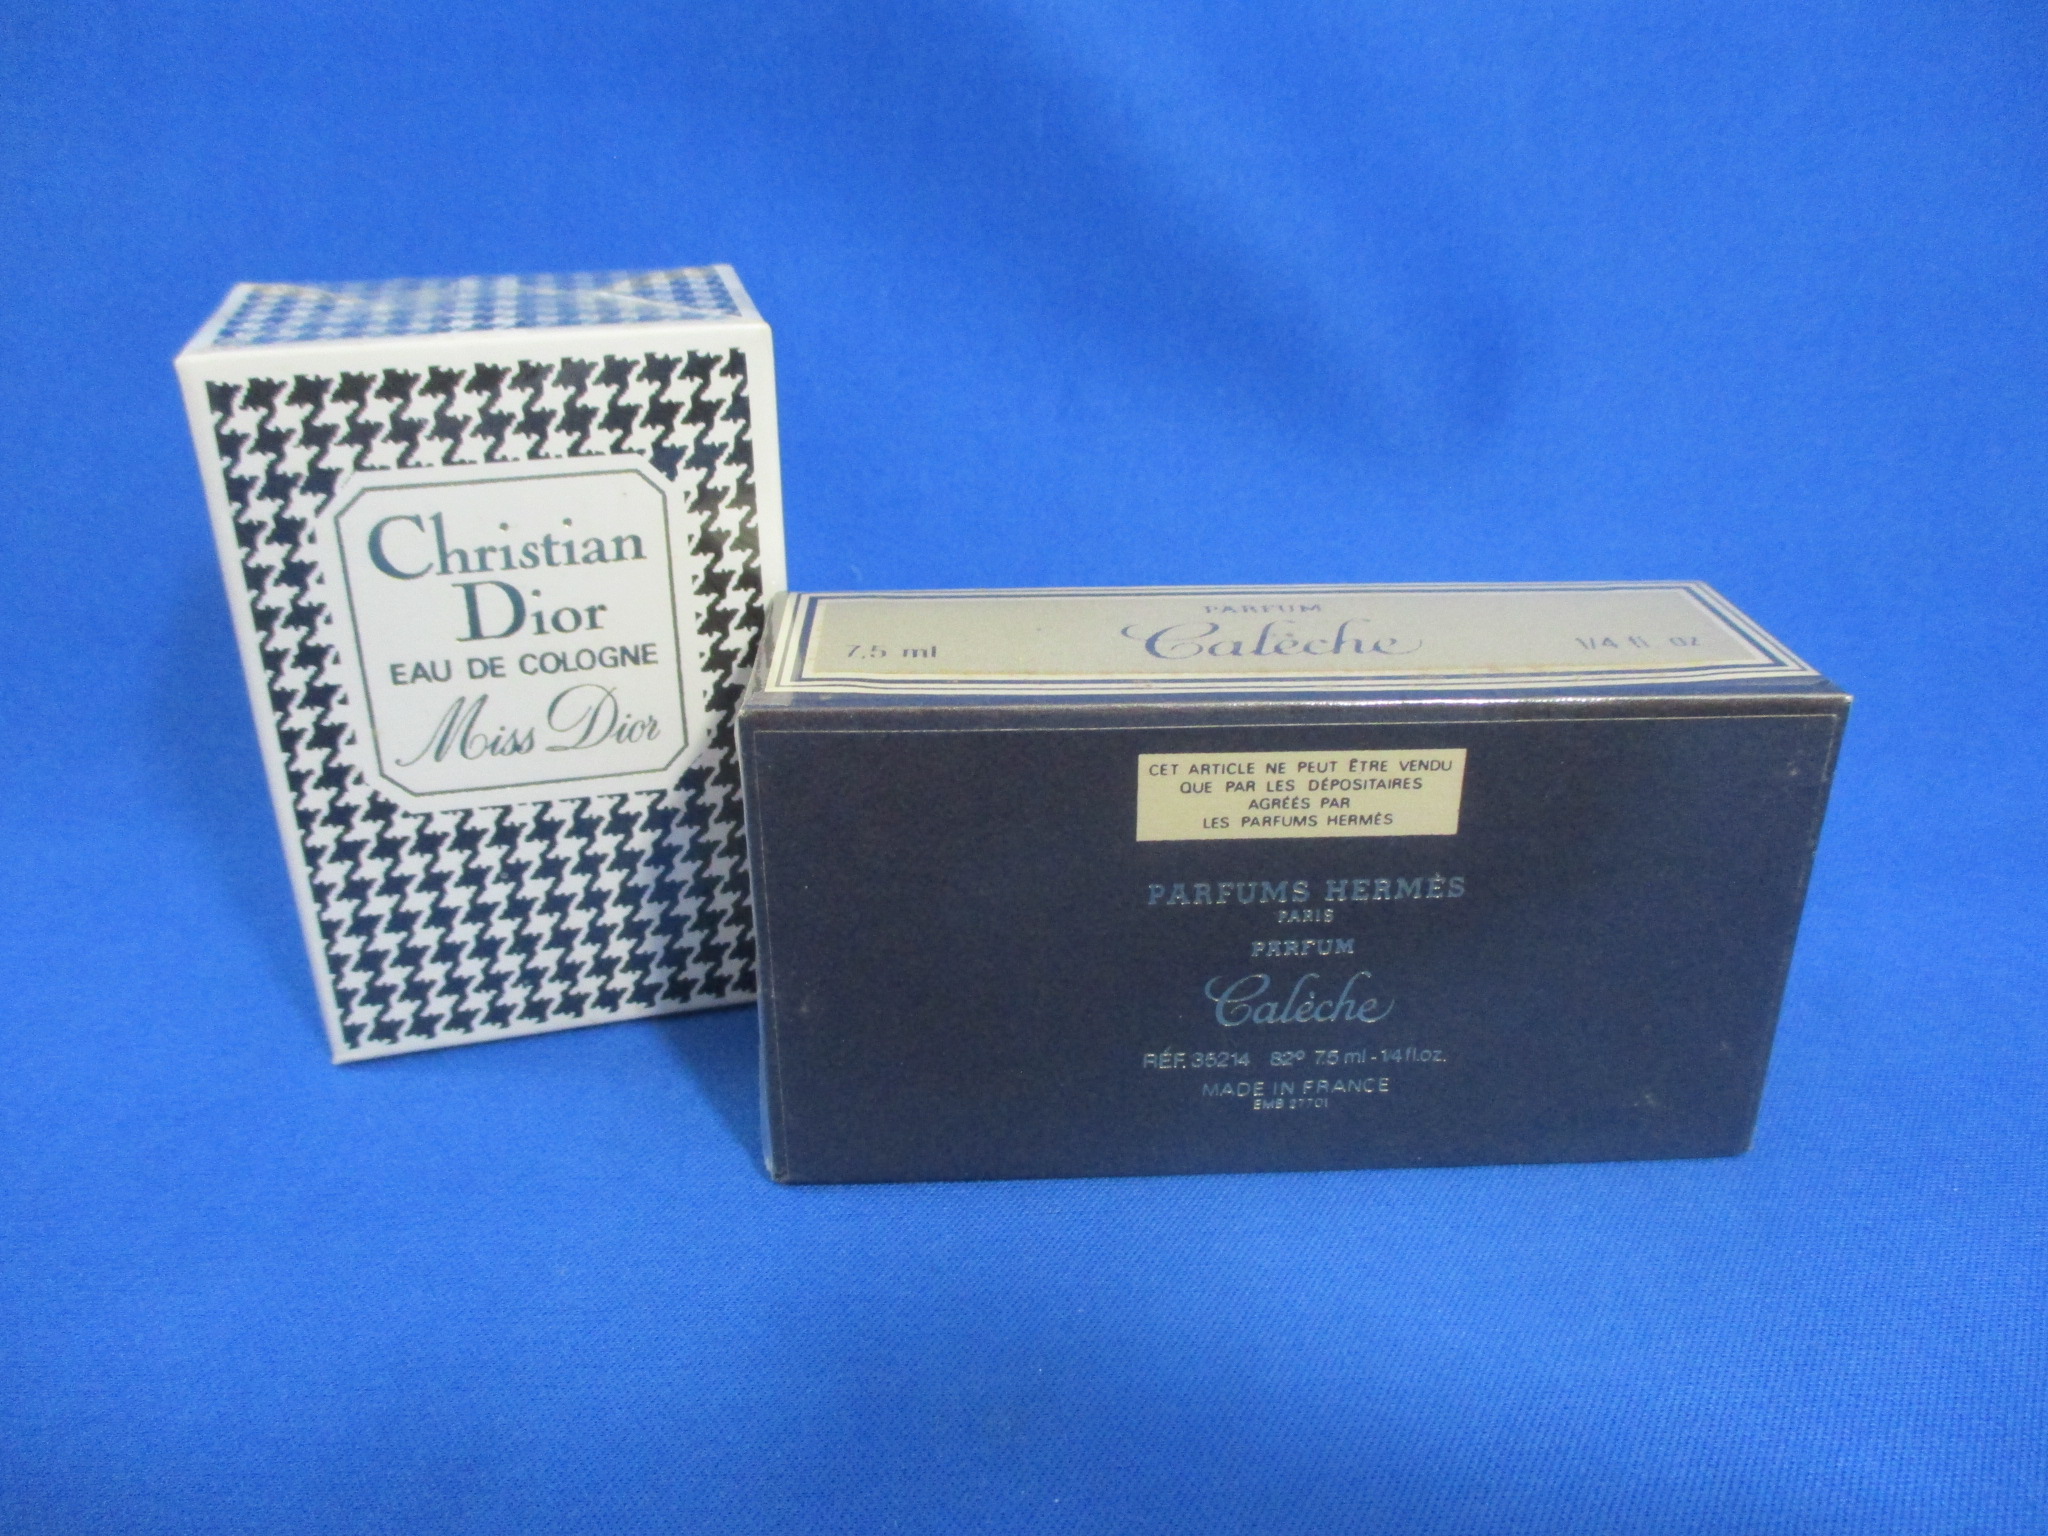 Christian
Dior
EAU DE COLOGNE
Miss Dior
PARFUM
7.5 ml Calèche 1/4 fl. oz
CET ARTICLE NE PEUT ÊTRE VENDU
QUE PAR LES DÉPOSITAIRES
AGRÉÉS PAR
LES PARFUMS HERMÈS
PARFUMS HERMÈS
PARIS
PARFUM
Calèche
RÉF. 35214 82° 7.5 ml - 1/4 fl.oz.
MADE IN FRANCE
EMB 27701